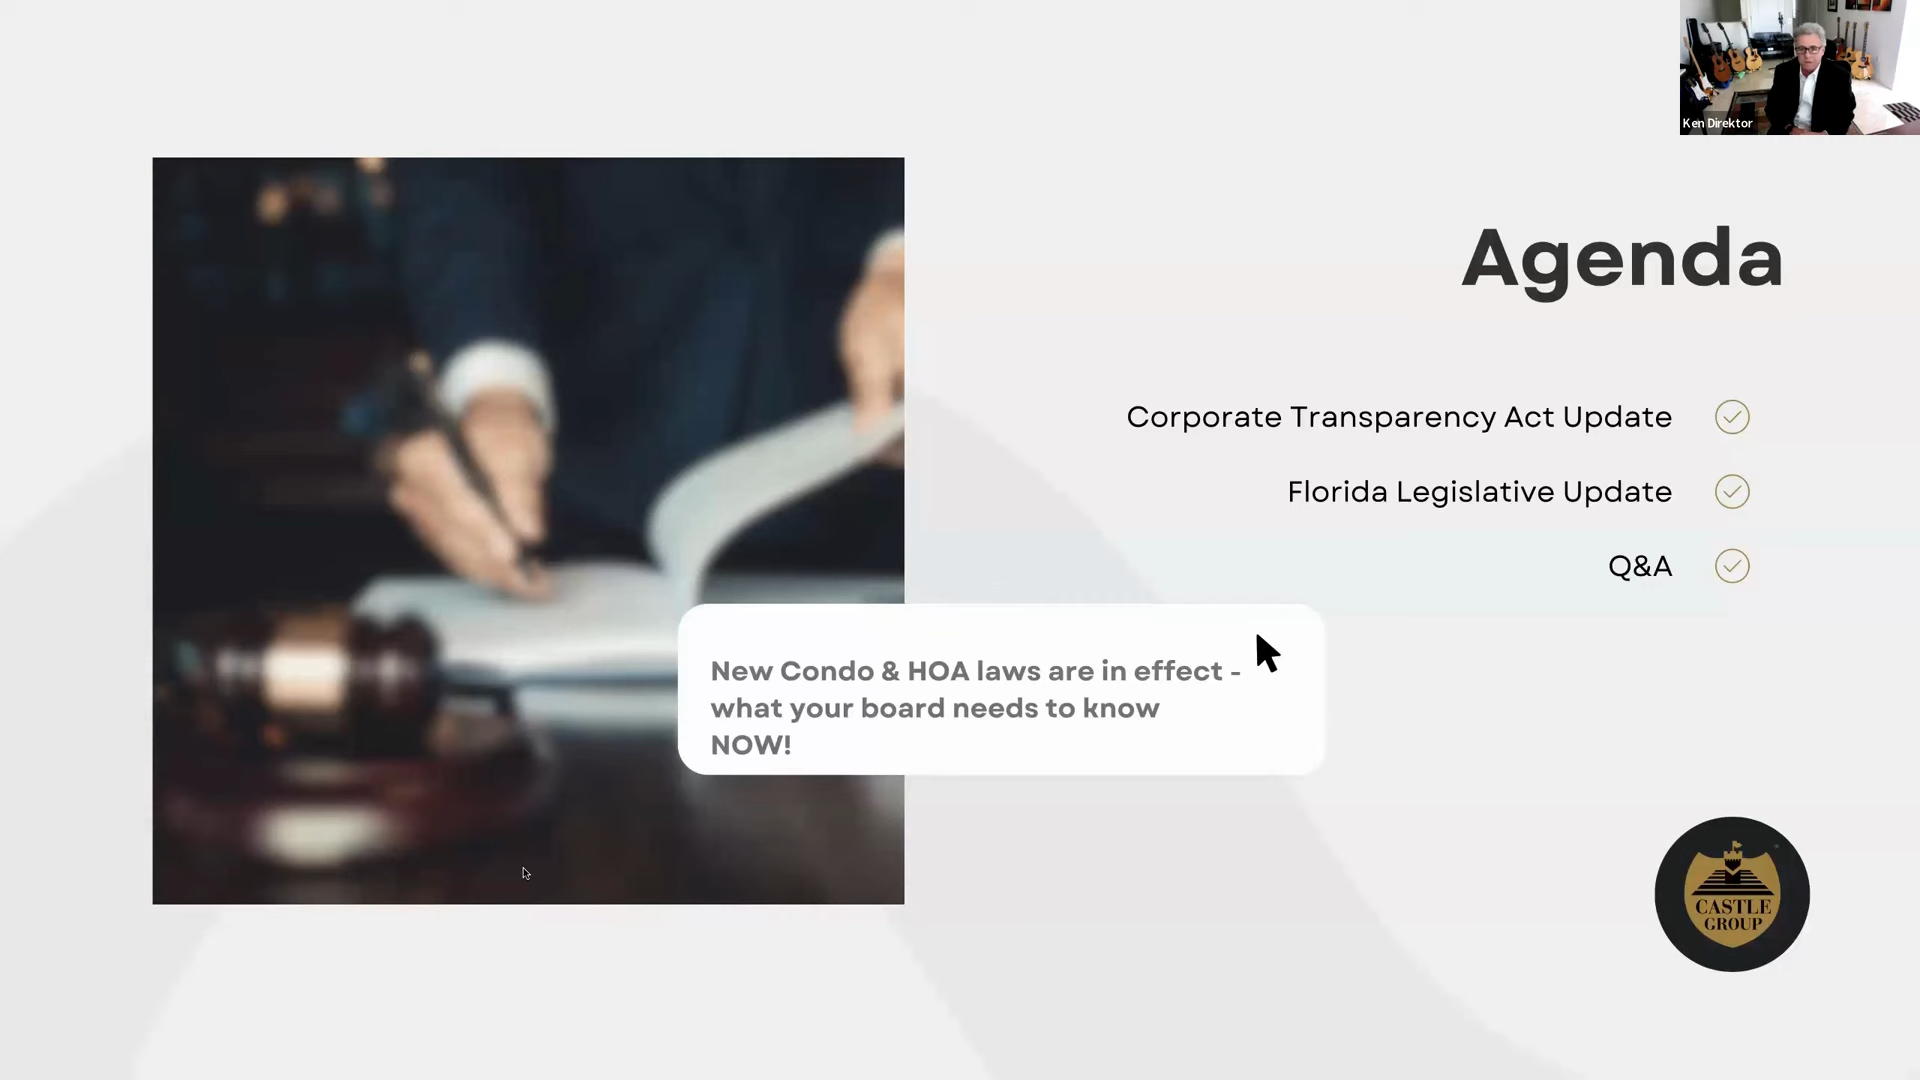 Ken Direktor
Agenda
Corporate Transparency Act Update
Florida Legislative Update
Q&A
New Condo & HOA laws are in effect -
what your board needs to know
NOW!
CASTLE
GROUP